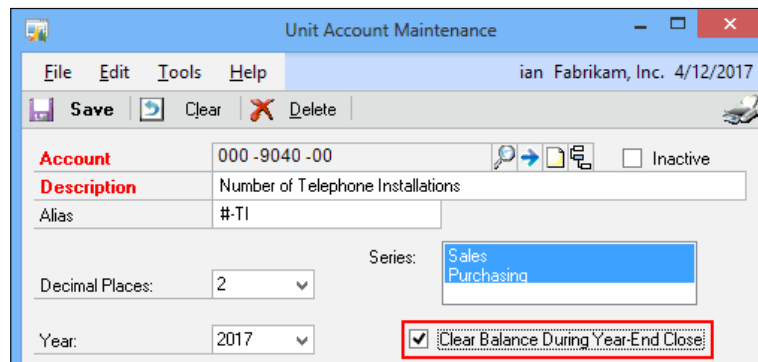 Unit Account Maintenance
File Edit Tools Help ian Fabrikam, Inc. 4/12/2017
Save Clear Delete
Account 000 -9040 -00 Inactive
Description Number of Telephone Installations
Alias #-TI
Series: Sales
Purchasing
Decimal Places: 2
Year: 2017 Clear Balance During Year-End Close